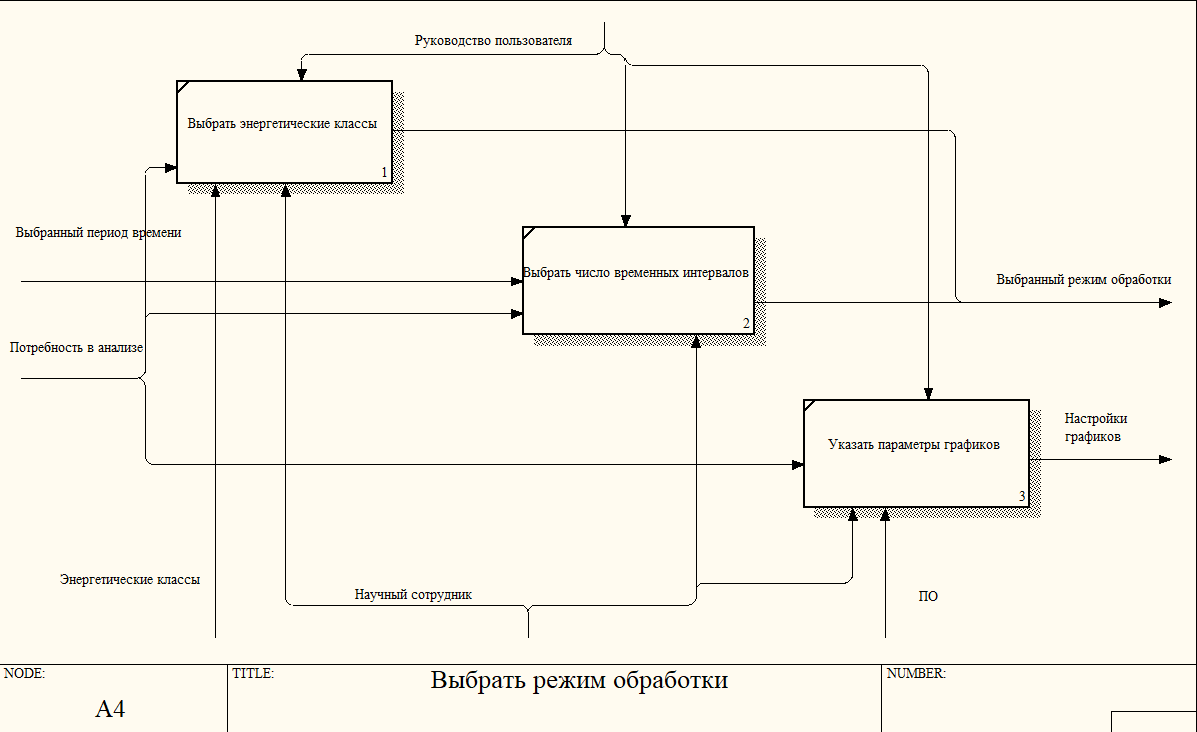 Руководство пользователя
Выбрать энергетические классы
1
Выбранный период времени
Выбрать число временных интервалов
2
Выбранный режим обработки
Потребность в анализе
Настройки
графиков
Указать параметры графиков
3
Энергетические классы
Научный сотрудник
ПО
NODE:
A4
TITLE:
Выбрать режим обработки
NUMBER: